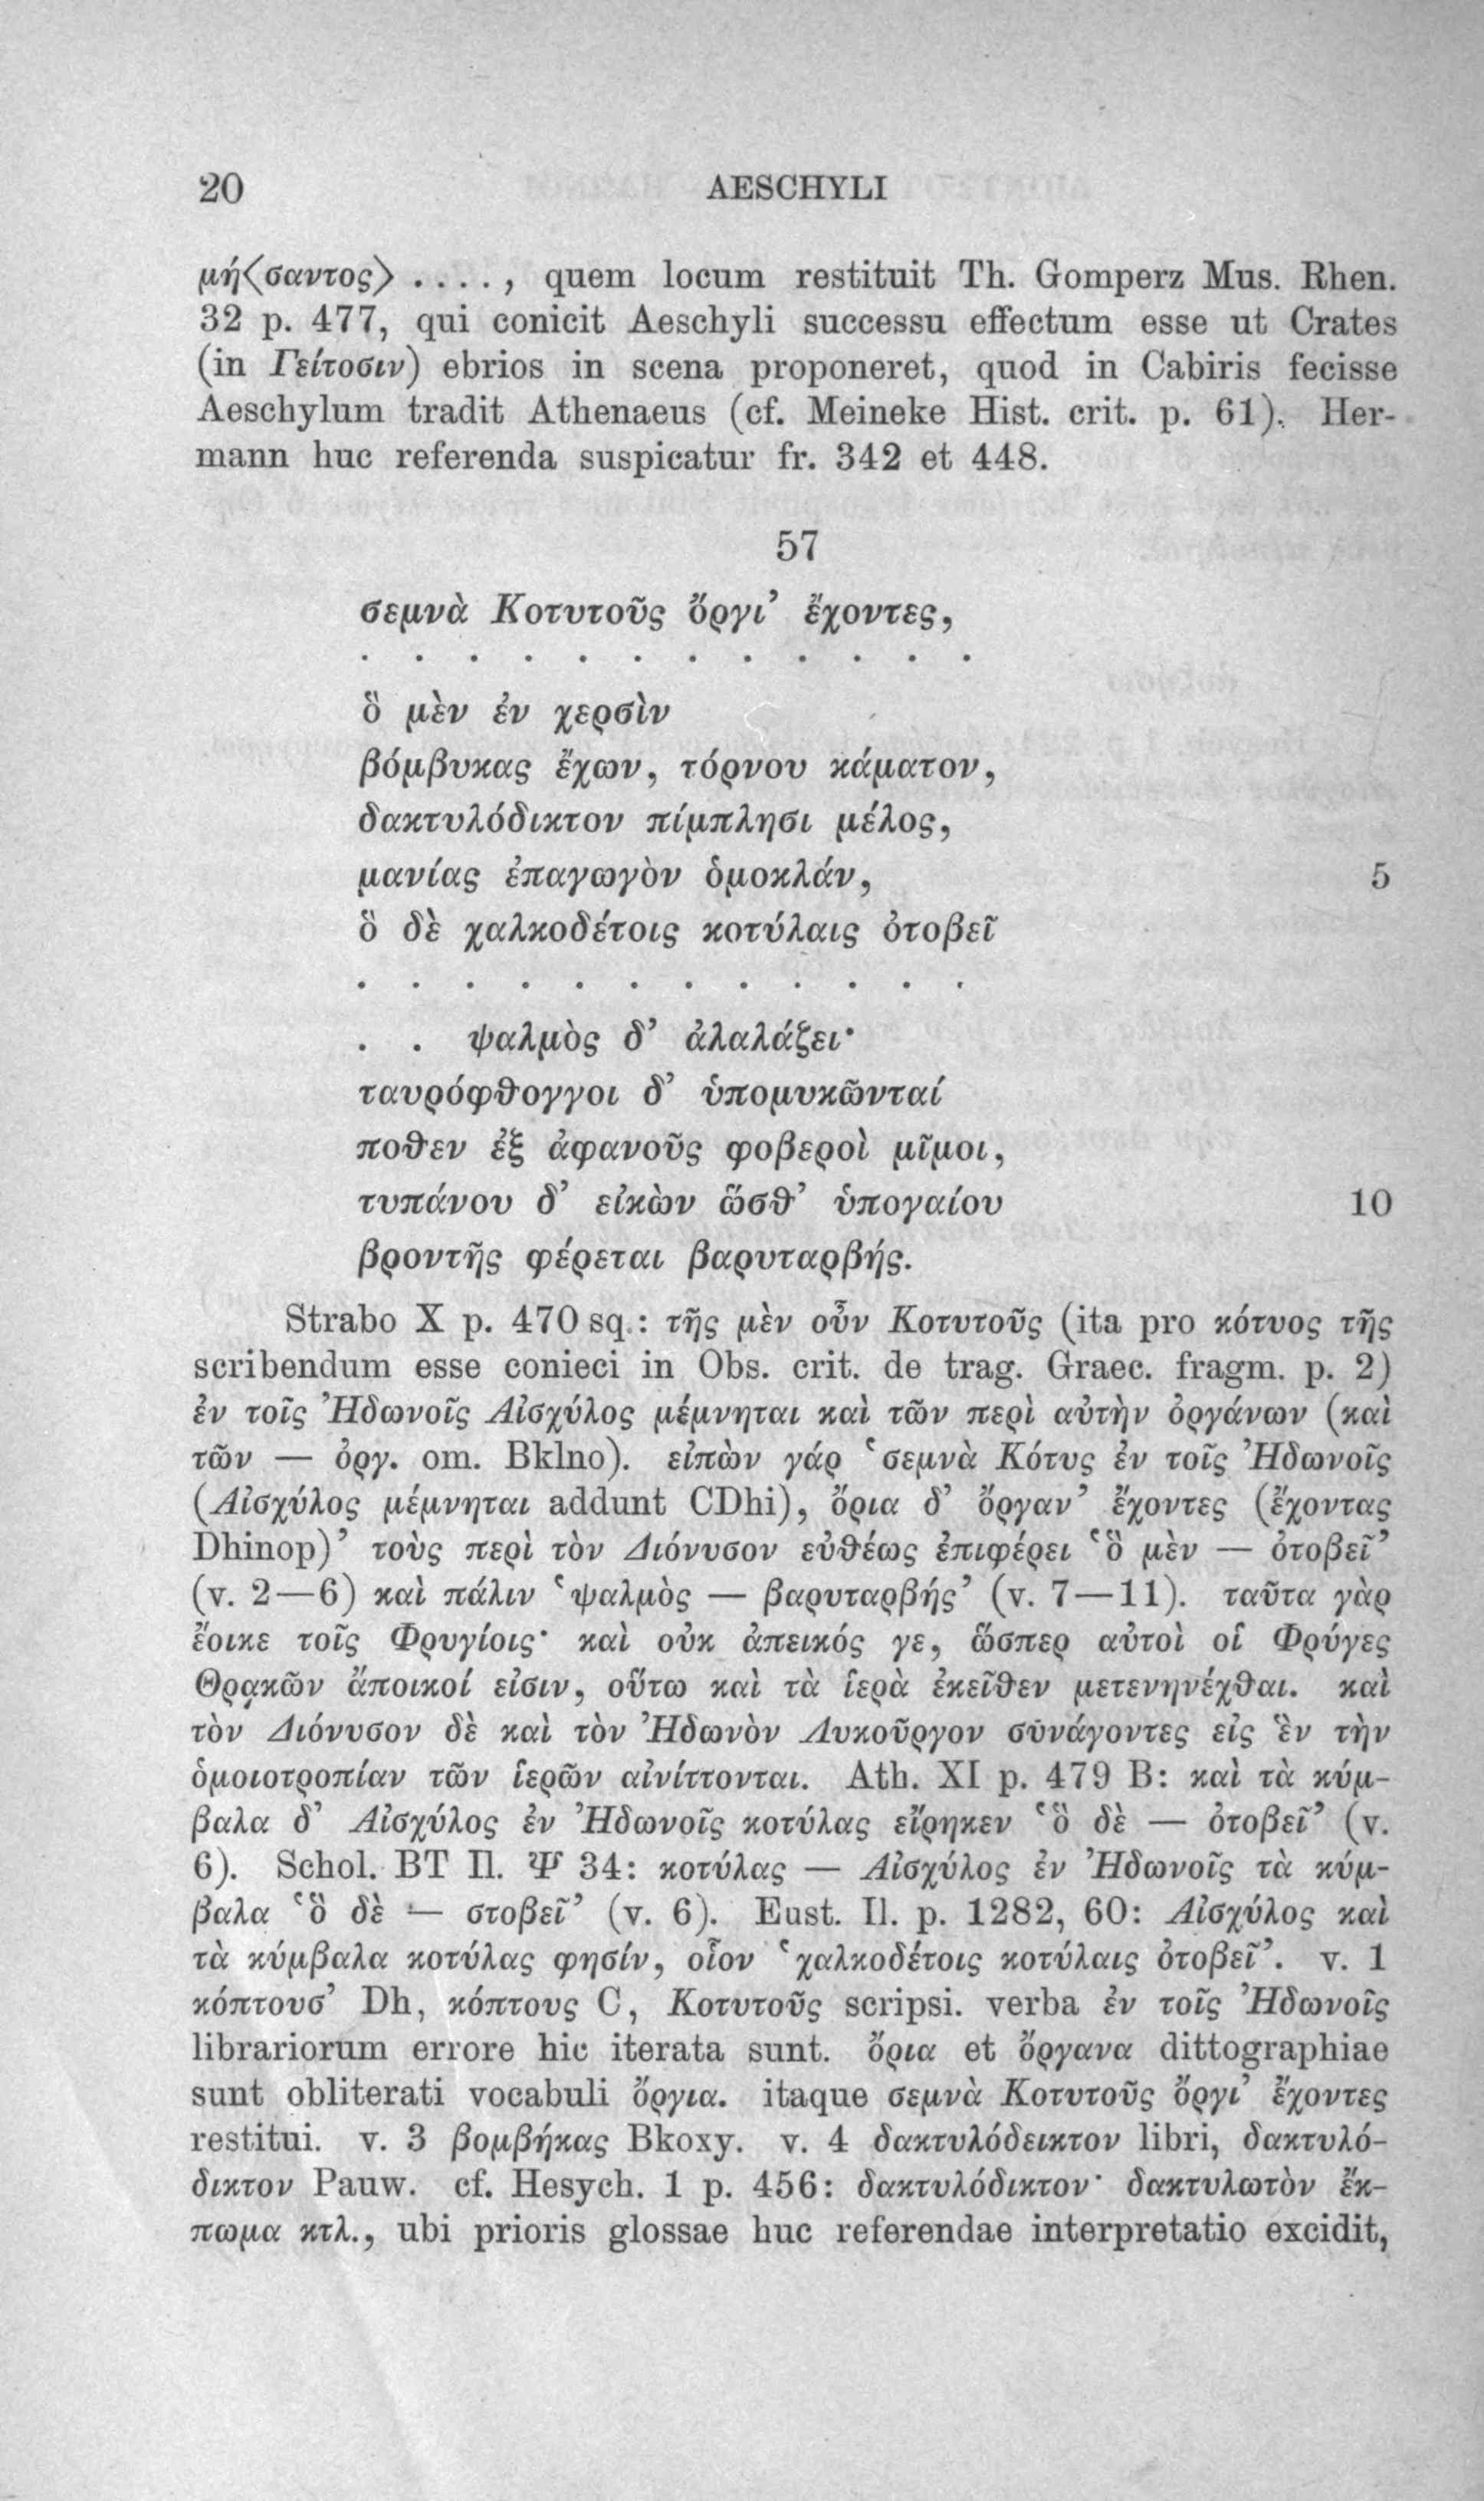 20 AESCHYLI
μή⟨σαντος⟩ . . . ., quem locum restituit Th. Gomperz Mus. Rhen.
32 p. 477, qui conicit Aeschyli successu effectum esse ut Crates
(in Γείτοσιν) ebrios in scena proponeret, quod in Cabiris fecisse
Aeschylum tradit Athenaeus (cf. Meineke Hist. crit. p. 61). Her-
mann huc referenda suspicatur fr. 342 et 448.
57
σεμνὰ Κοτυτοῦς ὄργι’ ἔχοντες,
. . . . . . . . . . . .
ὃ μὲν ἐν χερσὶν
βόμβυκας ἔχων, τόρνου κάματον,
δακτυλόδικτον πίμπλησι μέλος,
μανίας ἐπαγωγὸν ὁμοκλάν, 5
ὃ δὲ χαλκοδέτοις κοτύλαις ὀτοβεῖ
. . . . . . . . . . . .
. . ψαλμὸς δ’ ἀλαλάζει·
ταυρόφθογγοι δ’ ὑπομυκῶνταί
ποθεν ἐξ ἀφανοῦς φοβεροὶ μῖμοι,
τυπάνου δ’ εἰκὼν ὥσθ’ ὑπογαίου 10
βροντῆς φέρεται βαρυταρβής.
Strabo X p. 470 sq.: τῆς μὲν οὖν Κοτυτοῦς (ita pro κότυος τῆς
scribendum esse conieci in Obs. crit. de trag. Graec. fragm. p. 2)
ἐν τοῖς Ἠδωνοῖς Αἰσχύλος μέμνηται καὶ τῶν περὶ αὐτὴν ὀργάνων (καὶ
τῶν — ὀργ. om. Bklno). εἰπὼν γάρ ‘σεμνὰ Κότυς ἐν τοῖς Ἠδωνοῖς
(Αἰσχύλος μέμνηται addunt CDhi), ὄρια δ’ ὄργαν’ ἔχοντες (ἔχοντας
Dhinop)’ τοὺς περὶ τὸν Διόνυσον εὐθέως ἐπιφέρει ‘ὃ μὲν — ὀτοβεῖ’
(v. 2—6) καὶ πάλιν ‘ψαλμὸς — βαρυταρβής’ (v. 7—11). ταῦτα γὰρ
ἔοικε τοῖς Φρυγίοις· καὶ οὐκ ἀπεικός γε, ὥσπερ αὐτοὶ οἱ Φρύγες
Θρᾳκῶν ἄποικοί εἰσιν, οὕτω καὶ τὰ ἱερὰ ἐκεῖθεν μετενηνέχθαι. καὶ
τὸν Διόνυσον δὲ καὶ τὸν Ἠδωνὸν Λυκοῦργον συνάγοντες εἰς ἓν τὴν
ὁμοιοτροπίαν τῶν ἱερῶν αἰνίττονται. Ath. XI p. 479 B: καὶ τὰ κύμ-
βαλα δ’ Αἰσχύλος ἐν Ἠδωνοῖς κοτύλας εἴρηκεν ‘ὃ δὲ — ὀτοβεῖ’ (v.
6). Schol. BT Il. Ψ 34: κοτύλας — Αἰσχύλος ἐν Ἠδωνοῖς τὰ κύμ-
βαλα ‘ὃ δὲ — στοβεῖ’ (v. 6). Eust. Il. p. 1282, 60: Αἰσχύλος καὶ
τὰ κύμβαλα κοτύλας φησίν, οἷον ‘χαλκοδέτοις κοτύλαις ὀτοβεῖ’. v. 1
κόπτουσ’ Dh, κόπτους C, Κοτυτοῦς scripsi. verba ἐν τοῖς Ἠδωνοῖς
librariorum errore hic iterata sunt. ὄρια et ὄργανα dittographiae
sunt obliterati vocabuli ὄργια. itaque σεμνὰ Κοτυτοῦς ὄργι’ ἔχοντες
restitui. v. 3 βομβήκας Bkoxy. v. 4 δακτυλόδεικτον libri, δακτυλό-
δικτον Pauw. cf. Hesych. 1 p. 456: δακτυλόδικτον· δακτυλωτὸν ἔκ-
πωμα κτλ., ubi prioris glossae huc referendae interpretatio excidit,